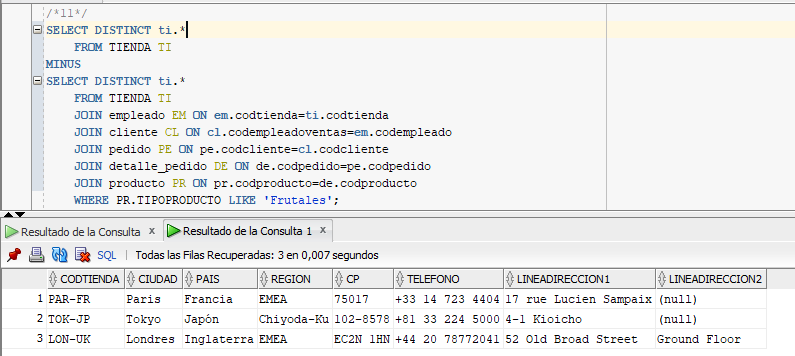 /*11*/
SELECT DISTINCT ti.*
FROM TIENDA TI
MINUS
SELECT DISTINCT ti.*
FROM TIENDA TI
JOIN empleado EM ON em.codtienda=ti.codtienda
JOIN cliente CL ON cl.codempleadoventas=em.codempleado
JOIN pedido PE ON pe.codcliente=cl.codcliente
JOIN detalle_pedido DE ON de.codpedido=pe.codpedido
JOIN producto PR ON pr.codproducto=de.codproducto
WHERE PR.TIPOPRODUCTO LIKE 'Frutales';
Resultado de la Consulta x Resultado de la Consulta 1 x
SQL | Todas las Filas Recuperadas: 3 en 0,007 segundos
CODTIENDA CIUDAD PAIS REGION CP TELEFONO LINEADIRECCION1 LINEADIRECCION2
1 PAR-FR Paris Francia EMEA 75017 +33 14 723 4404 17 rue Lucien Sampaix (null)
2 TOK-JP Tokyo Japón Chiyoda-Ku 102-8578 +81 33 224 5000 4-1 Kioicho (null)
3 LON-UK Londres Inglaterra EMEA EC2N 1HN +44 20 78772041 52 Old Broad Street Ground Floor